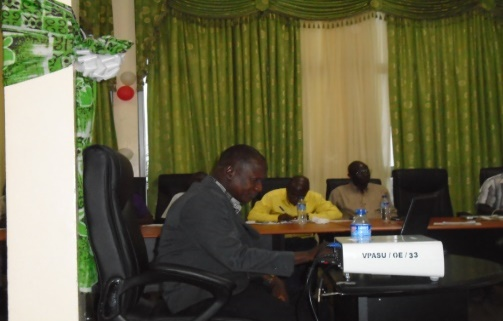 VPASU / GE / 33